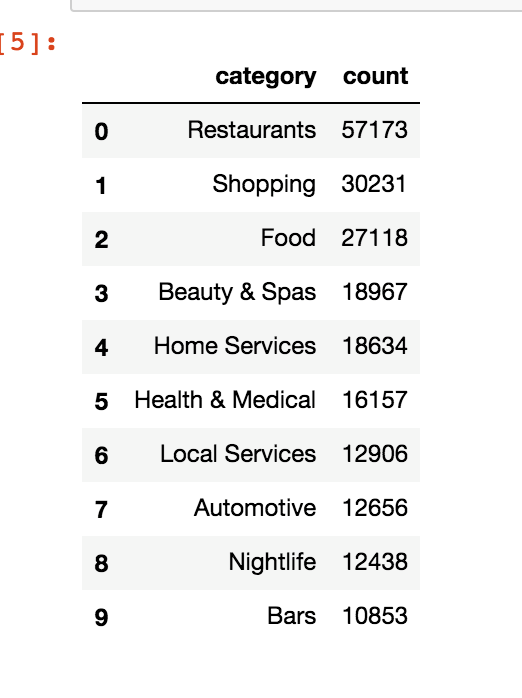 [5]:
category count
0 Restaurants 57173
1 Shopping 30231
2 Food 27118
3 Beauty & Spas 18967
4 Home Services 18634
5 Health & Medical 16157
6 Local Services 12906
7 Automotive 12656
8 Nightlife 12438
9 Bars 10853